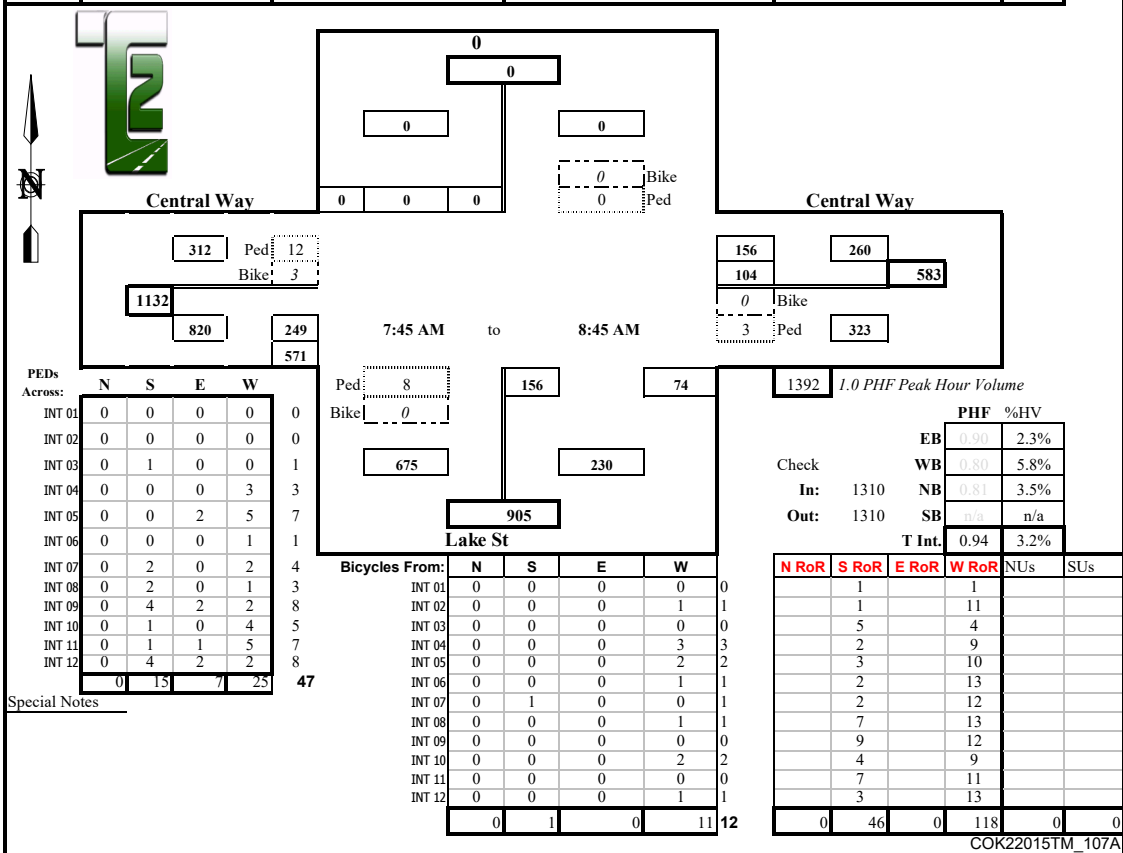 T2
N
0
0
0 0
0 Bike
0 Ped
Central Way 0 0 0 Central Way
312 Ped 12 156 260
Bike 3 104 583
1132 0 Bike
820 249 7:45 AM to 8:45 AM 3 Ped 323
571
Ped 8 156 74 1392 1.0 PHF Peak Hour Volume
Bike 0
675 230
905
Lake St
PHF %HV
EB 0.90 2.3%
Check WB 0.80 5.8%
In: 1310 NB 0.81 3.5%
Out: 1310 SB n/a n/a
T Int. 0.94 3.2%
PEDs
Across: N S E W
INT 01 0 0 0 0 0
INT 02 0 0 0 0 0
INT 03 0 1 0 0 1
INT 04 0 0 0 3 3
INT 05 0 0 2 5 7
INT 06 0 0 0 1 1
INT 07 0 2 0 2 4
INT 08 0 2 0 1 3
INT 09 0 4 2 2 8
INT 10 0 1 0 4 5
INT 11 0 1 1 5 7
INT 12 0 4 2 2 8
0 15 7 25 47
Special Notes
Bicycles From: N S E W
INT 01 0 0 0 0 0
INT 02 0 0 0 1 1
INT 03 0 0 0 0 0
INT 04 0 0 0 3 3
INT 05 0 0 0 2 2
INT 06 0 0 0 1 1
INT 07 0 1 0 0 1
INT 08 0 0 0 1 1
INT 09 0 0 0 0 0
INT 10 0 0 0 2 2
INT 11 0 0 0 0 0
INT 12 0 0 0 1 1
0 1 0 11 12
N RoR S RoR E RoR W RoR NUs SUs
1 1
1 11
5 4
2 9
3 10
2 13
2 12
7 13
9 12
4 9
7 11
3 13
0 46 0 118 0 0
COK22015TM_107A